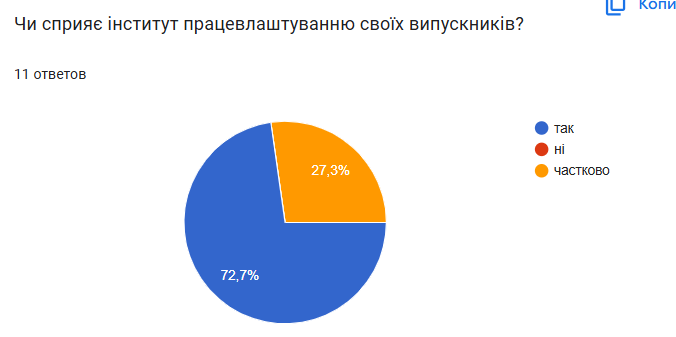 Копи
Чи сприяє інститут працевлаштуванню своїх випускників?
11 ответов
так
ні
частково
27,3%
72,7%